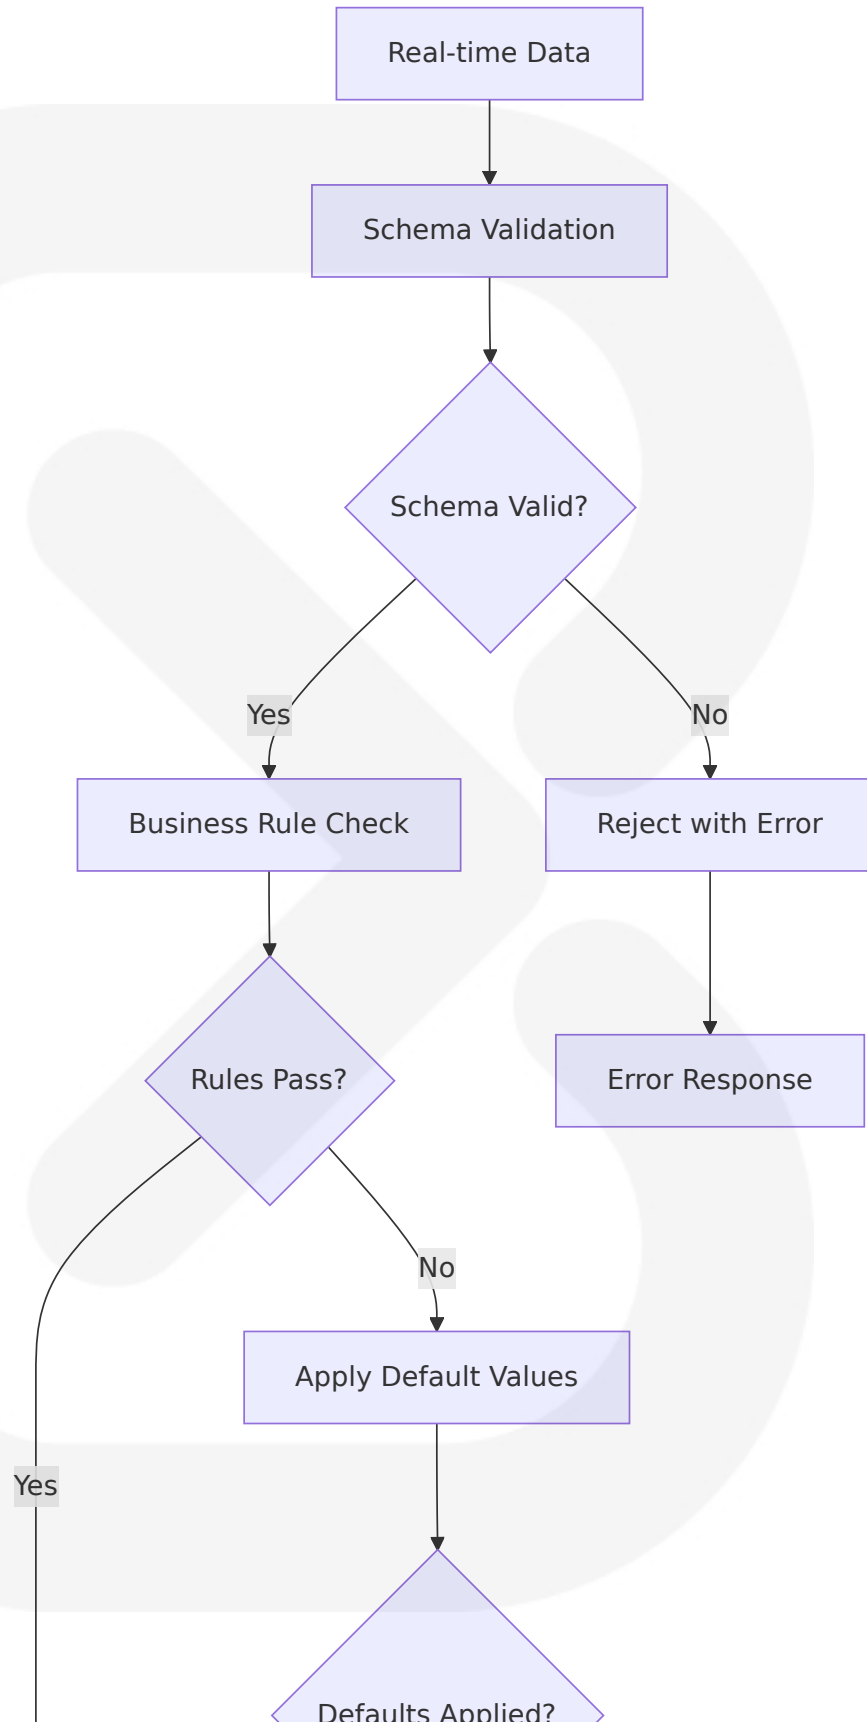 Real-time Data
Schema Validation
Schema Valid?
Yes
No
Business Rule Check
Reject with Error
Rules Pass?
Error Response
No
Apply Default Values
Yes
Defaults Applied?